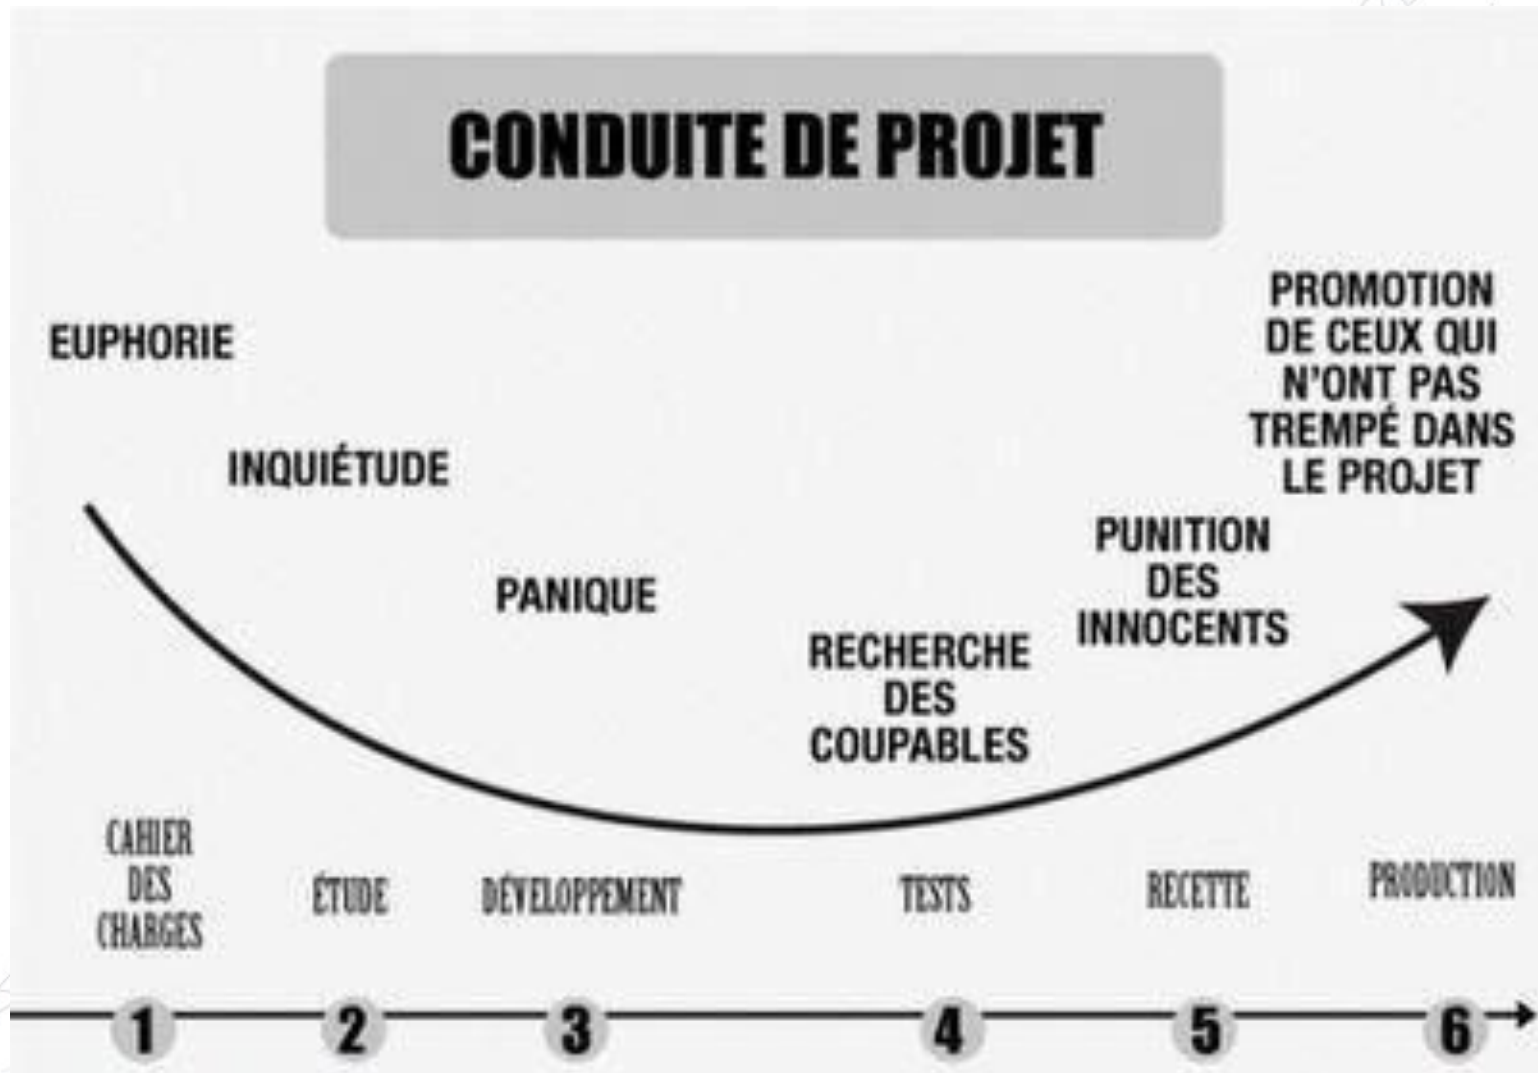 CONDUITE DE PROJET
EUPHORIE
INQUIÉTUDE
PANIQUE
RECHERCHE
DES
COUPABLES
PUNITION
DES
INNOCENTS
PROMOTION
DE CEUX QUI
N'ONT PAS
TREMPÉ DANS
LE PROJET
CAHIER
DES
CHARGES
ÉTUDE
DÉVELOPPEMENT
TESTS
RECETTE
PRODUCTION
1
2
3
4
5
6